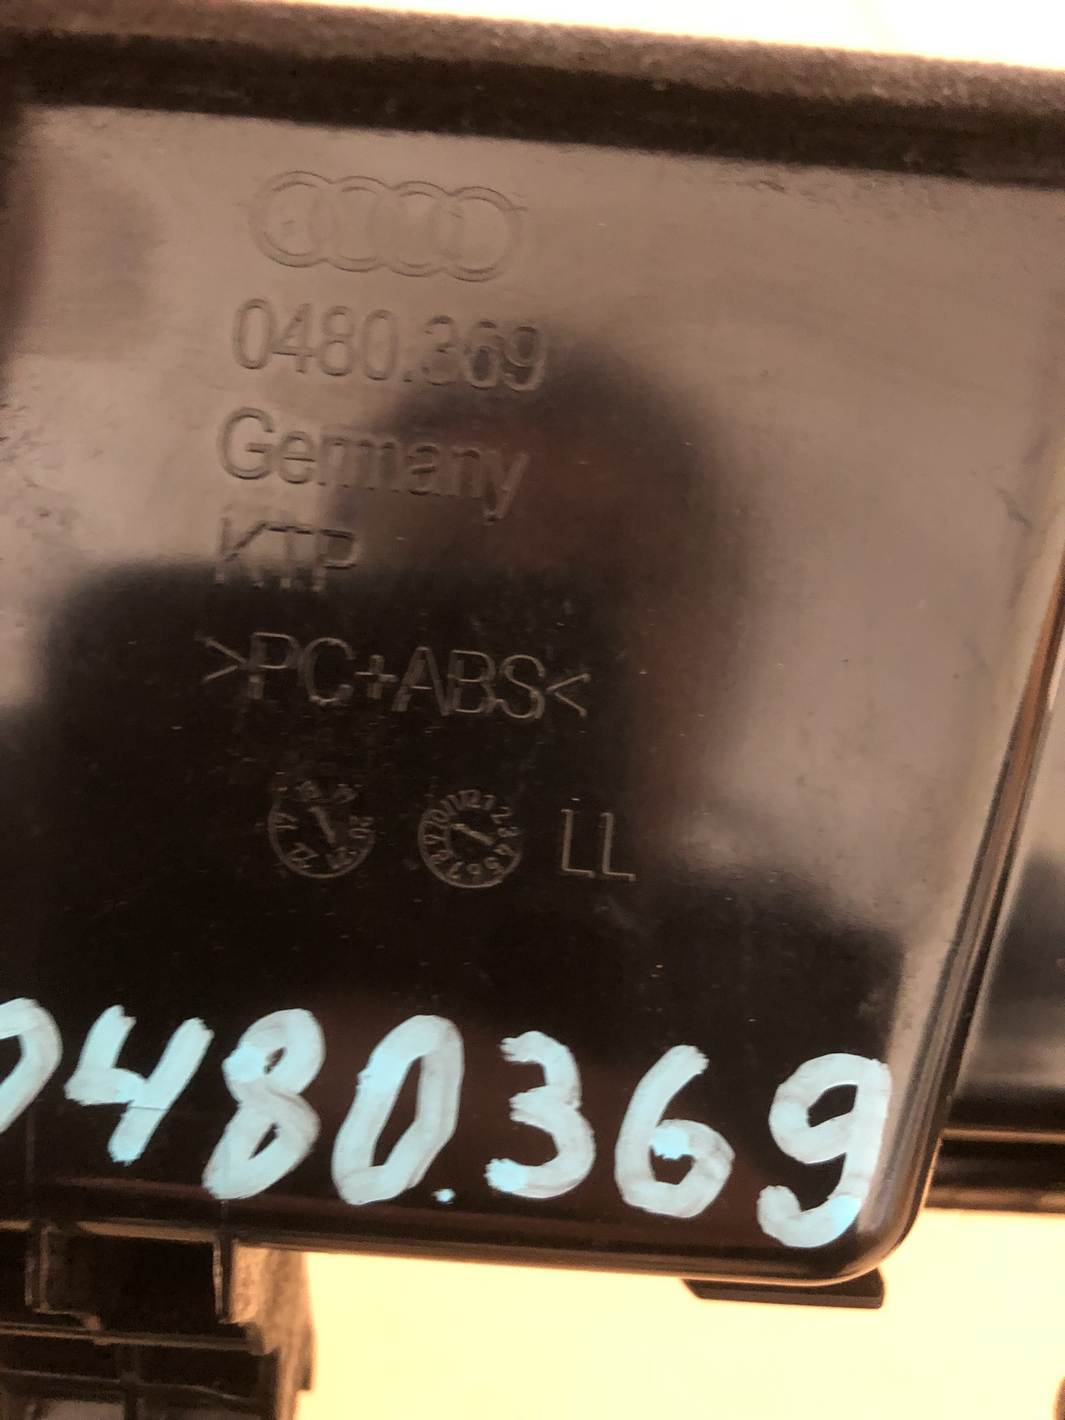 0480.369
Germany
KTP
>PC+ABS<
LL
0480.369